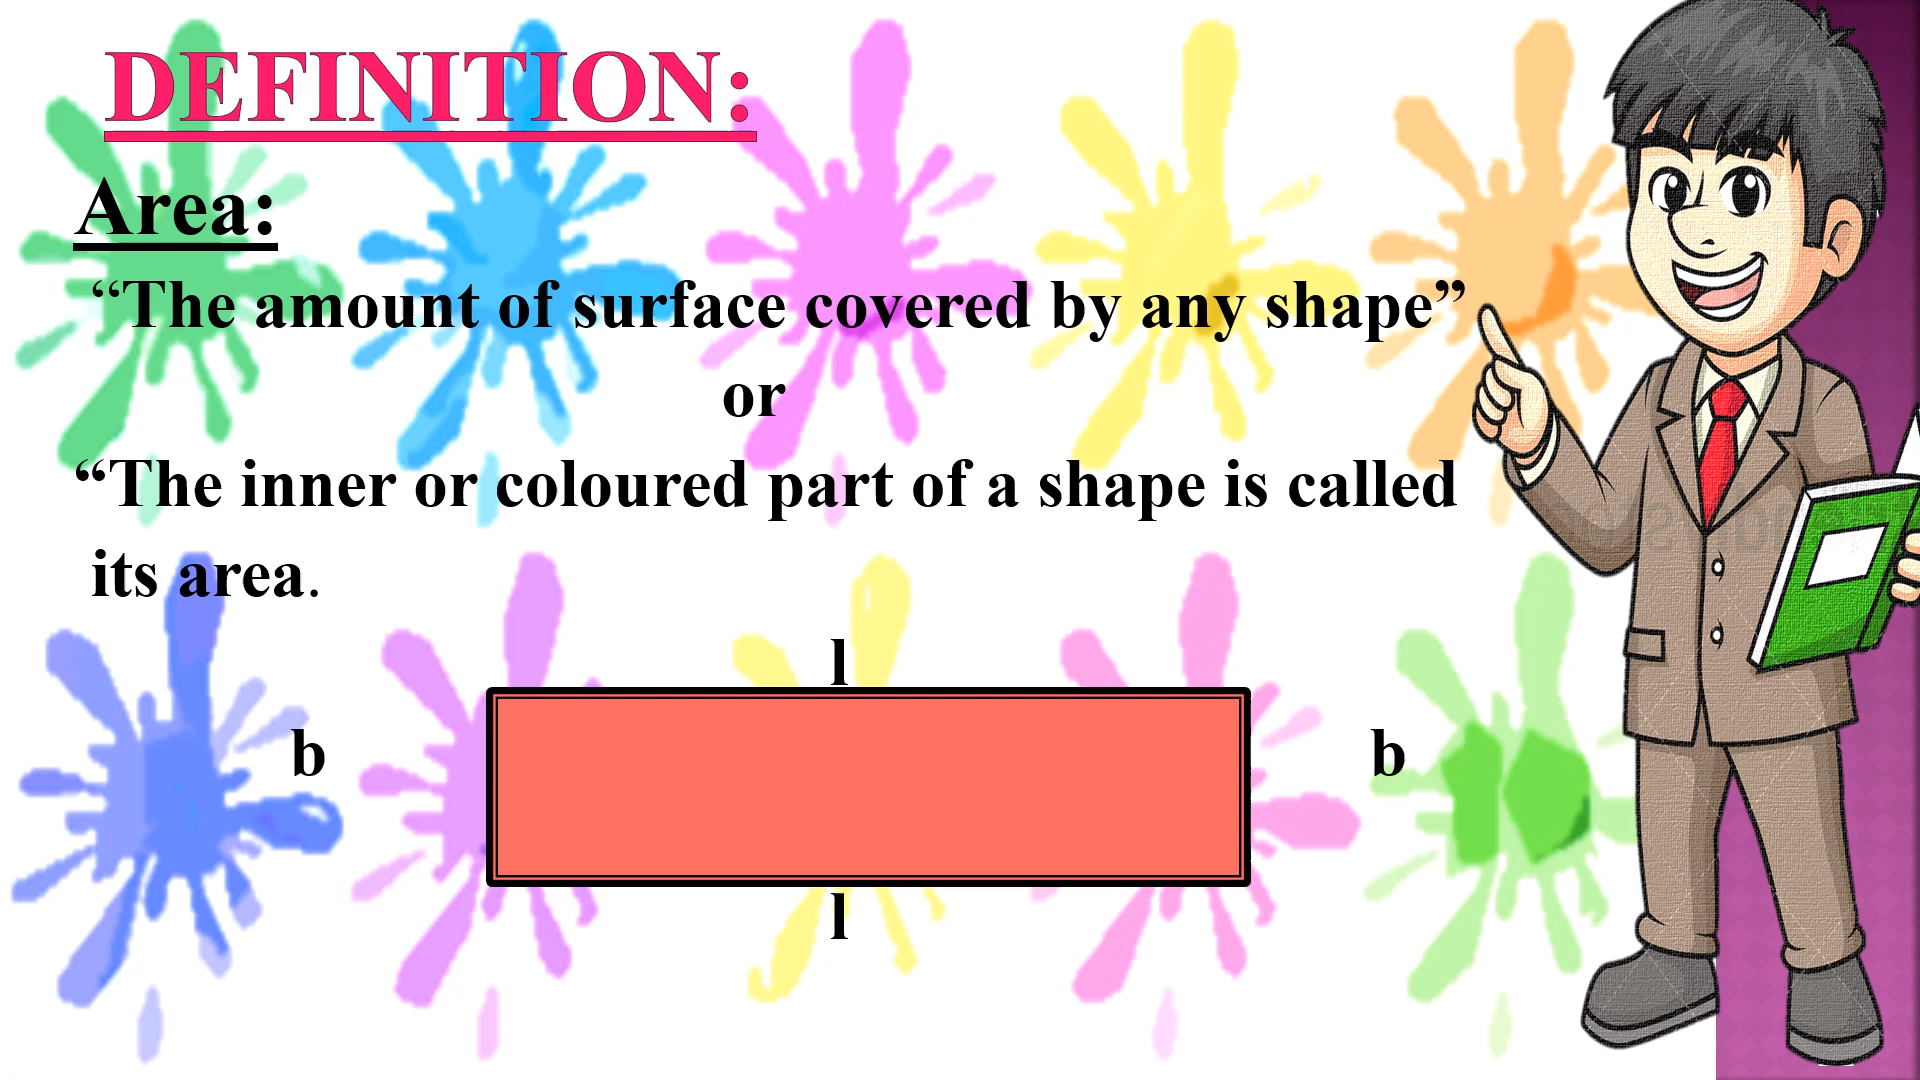 DEFINITION:
Area:
“The amount of surface covered by any shape”
or
“The inner or coloured part of a shape is called
its area.
l
b b
l